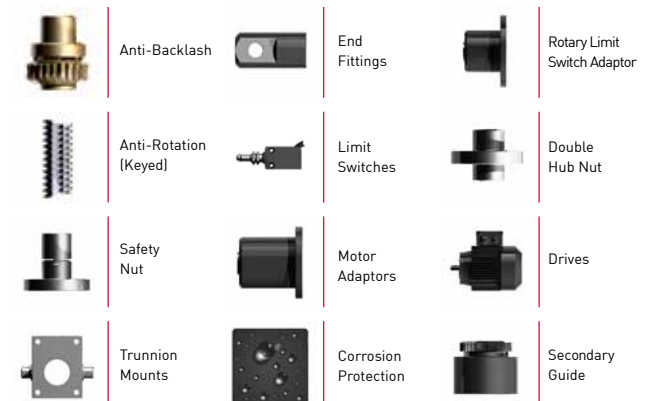 Anti-Backlash
End
Fittings
Rotary Limit
Switch Adaptor
Anti-Rotation
(Keyed)
Limit
Switches
Double
Hub Nut
Safety
Nut
Motor
Adaptors
Drives
Trunnion
Mounts
Corrosion
Protection
Secondary
Guide